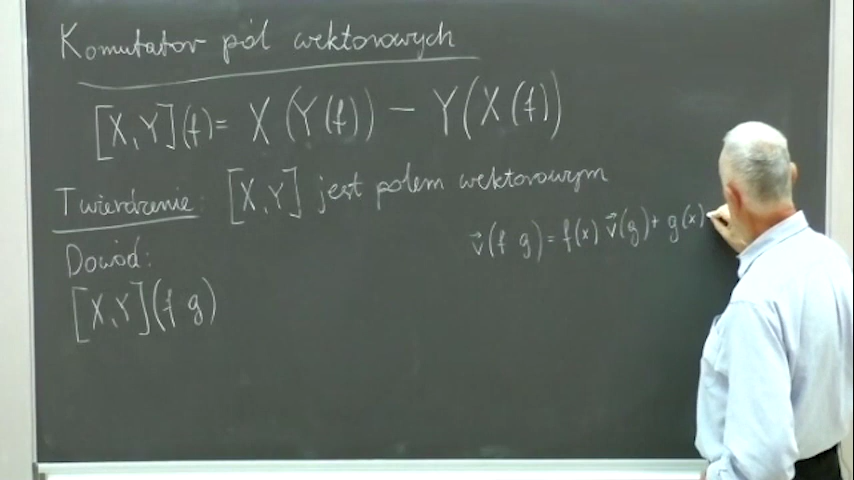 Komutator pól wektorowych
[X,Y](f) = X(Y(f)) - Y(X(f))
Twierdzenie: [X,Y] jest polem wektorowym
Dowód:
[X,Y](f g)
v⃗(f g) = f(x) v⃗(g) + g(x)